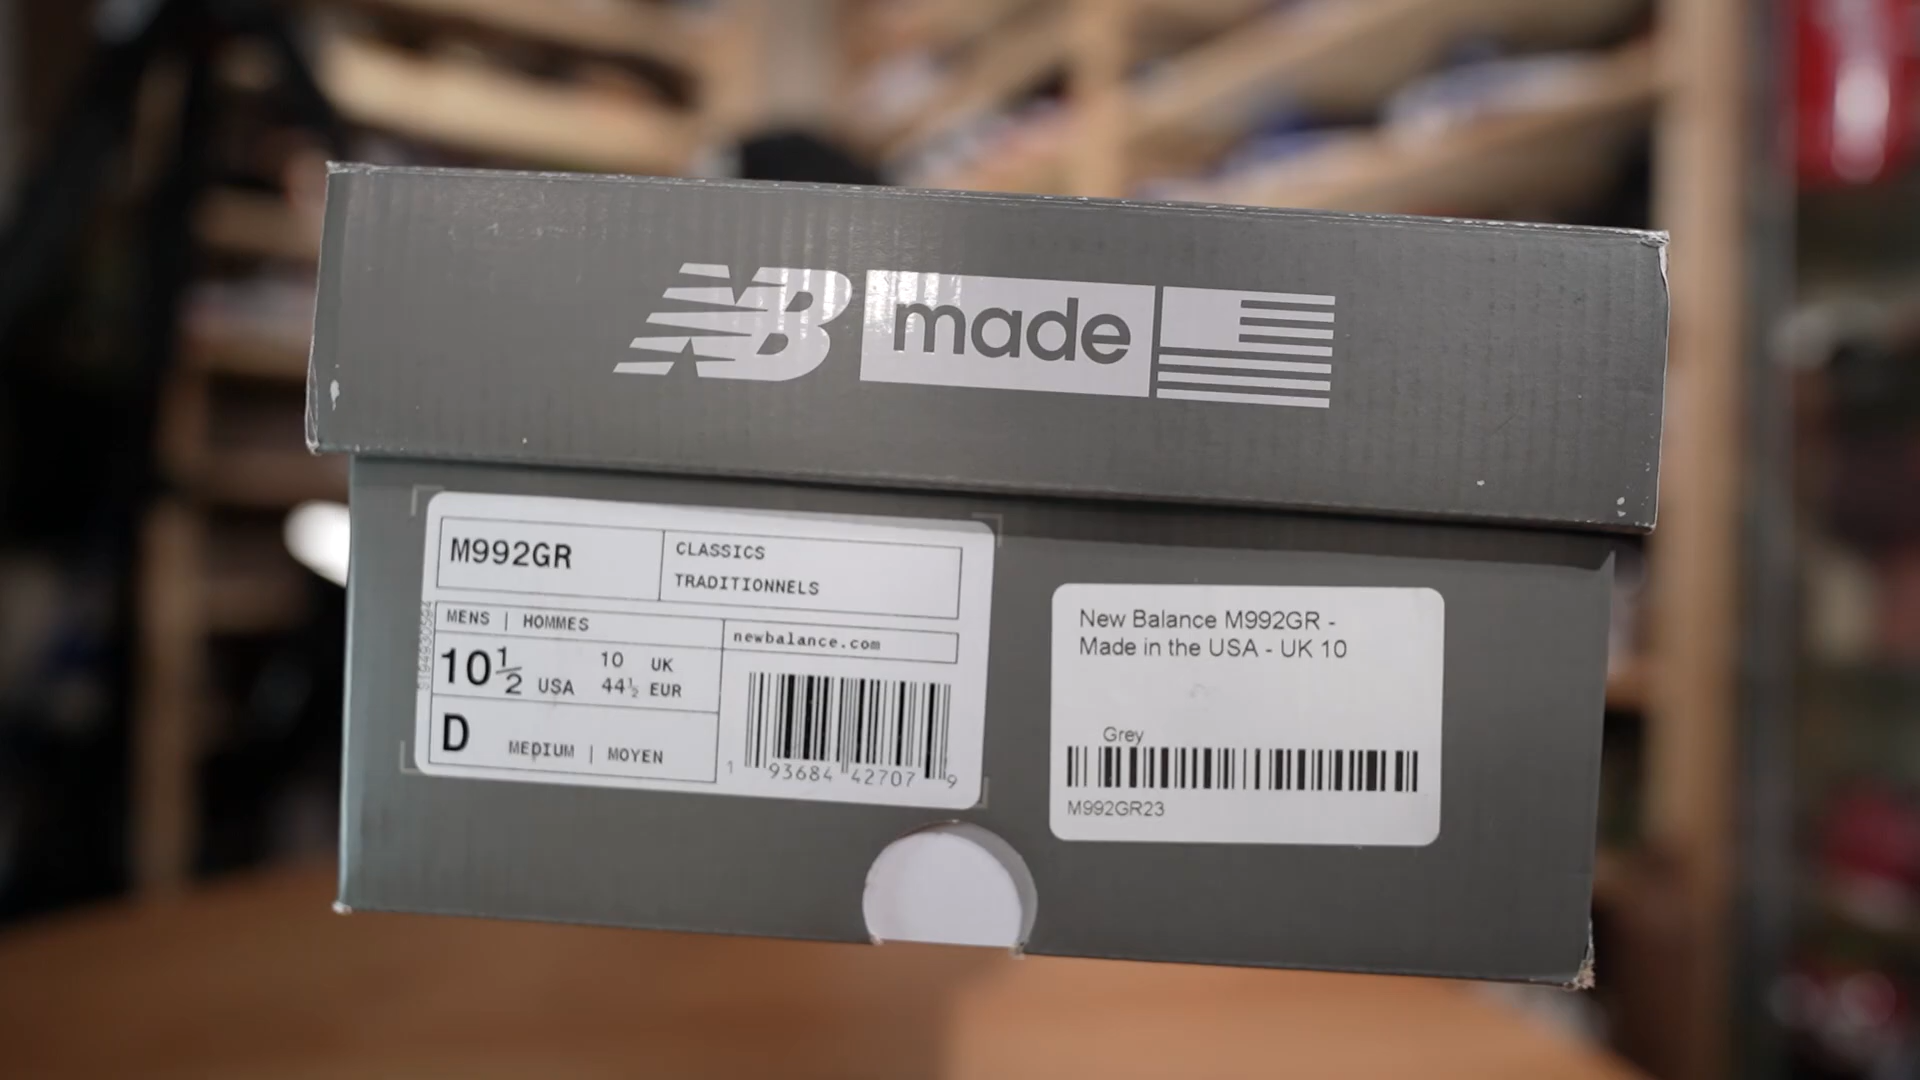 NB made
M992GR
CLASSICS
TRADITIONNELS
MENS | HOMMES
10½ USA
10 UK
44½ EUR
newbalance.com
D MEDIUM | MOYEN
1 93684 42707 9
New Balance M992GR -
Made in the USA - UK 10
Grey
M992GR23